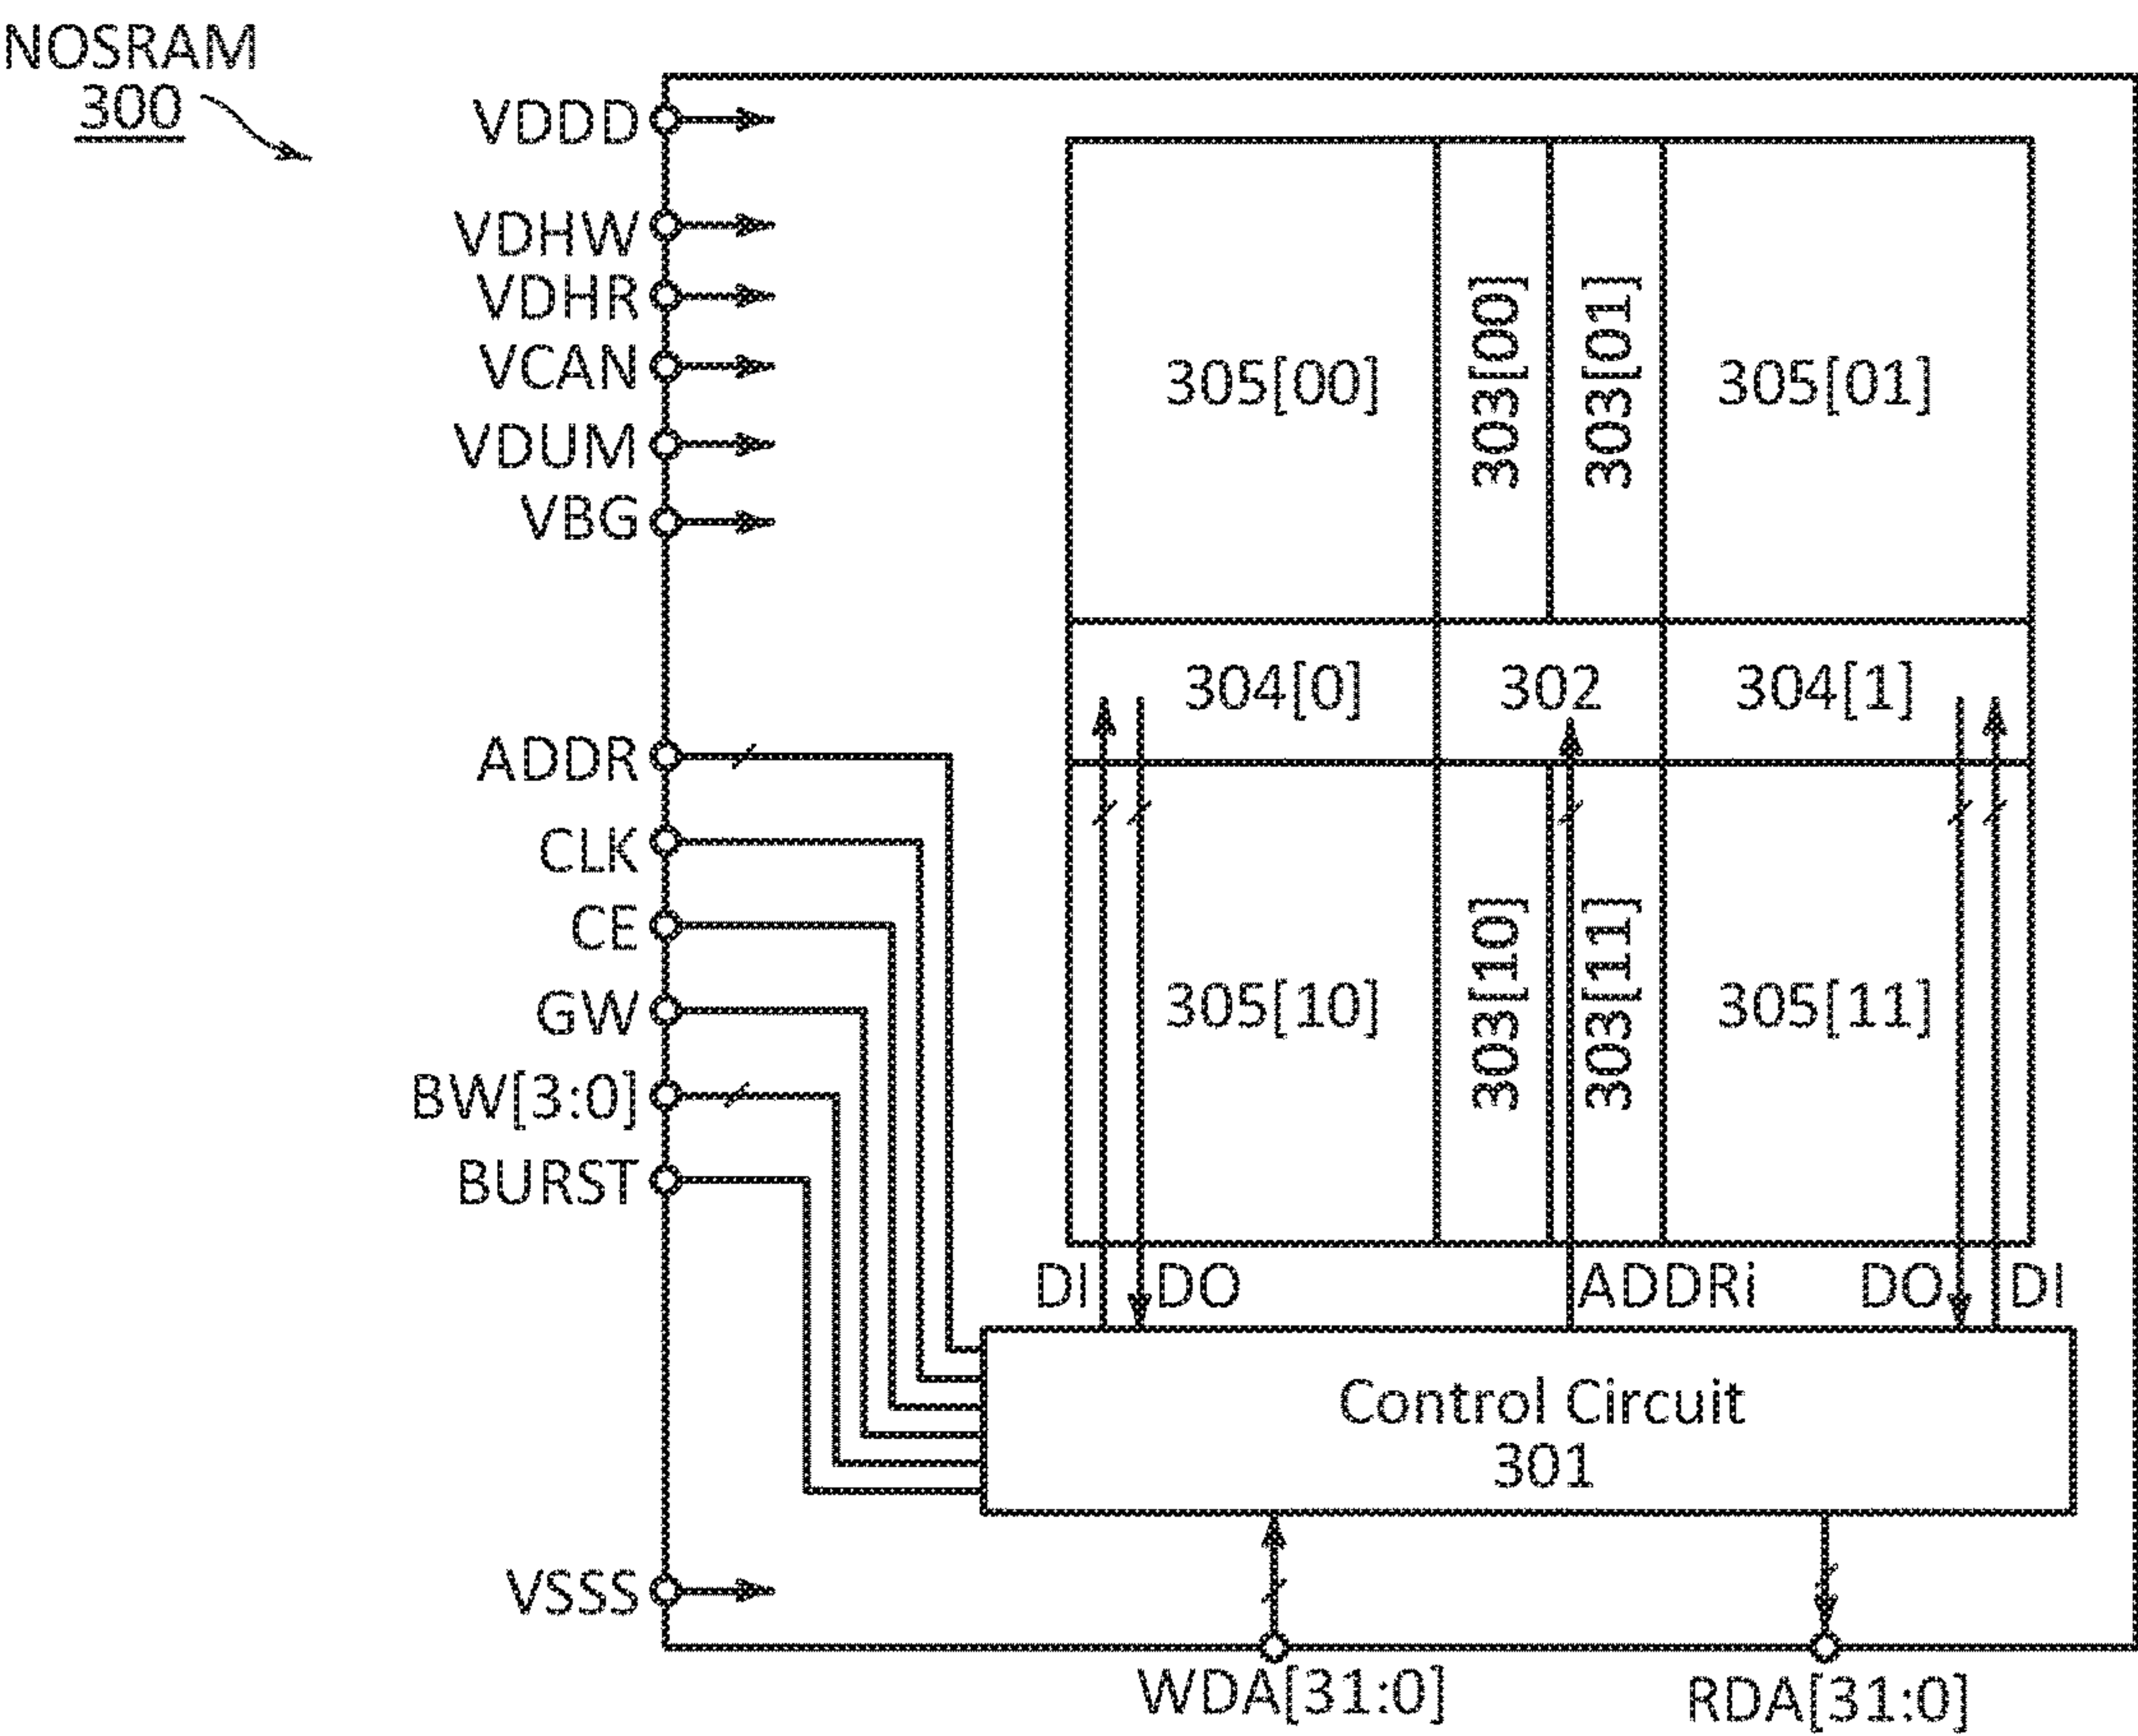 NOSRAM
300
VDDD
VDHW
VDHR
VCAN
VDUM
VBG
ADDR
CLK
CE
GW
BW[3:0]
BURST
VSSS
305[00]
303[00]
303[01]
305[01]
304[0]
302
304[1]
305[10]
303[10]
303[11]
305[11]
DI
DO
ADDRi
DO
DI
Control Circuit
301
WDA[31:0]
RDA[31:0]